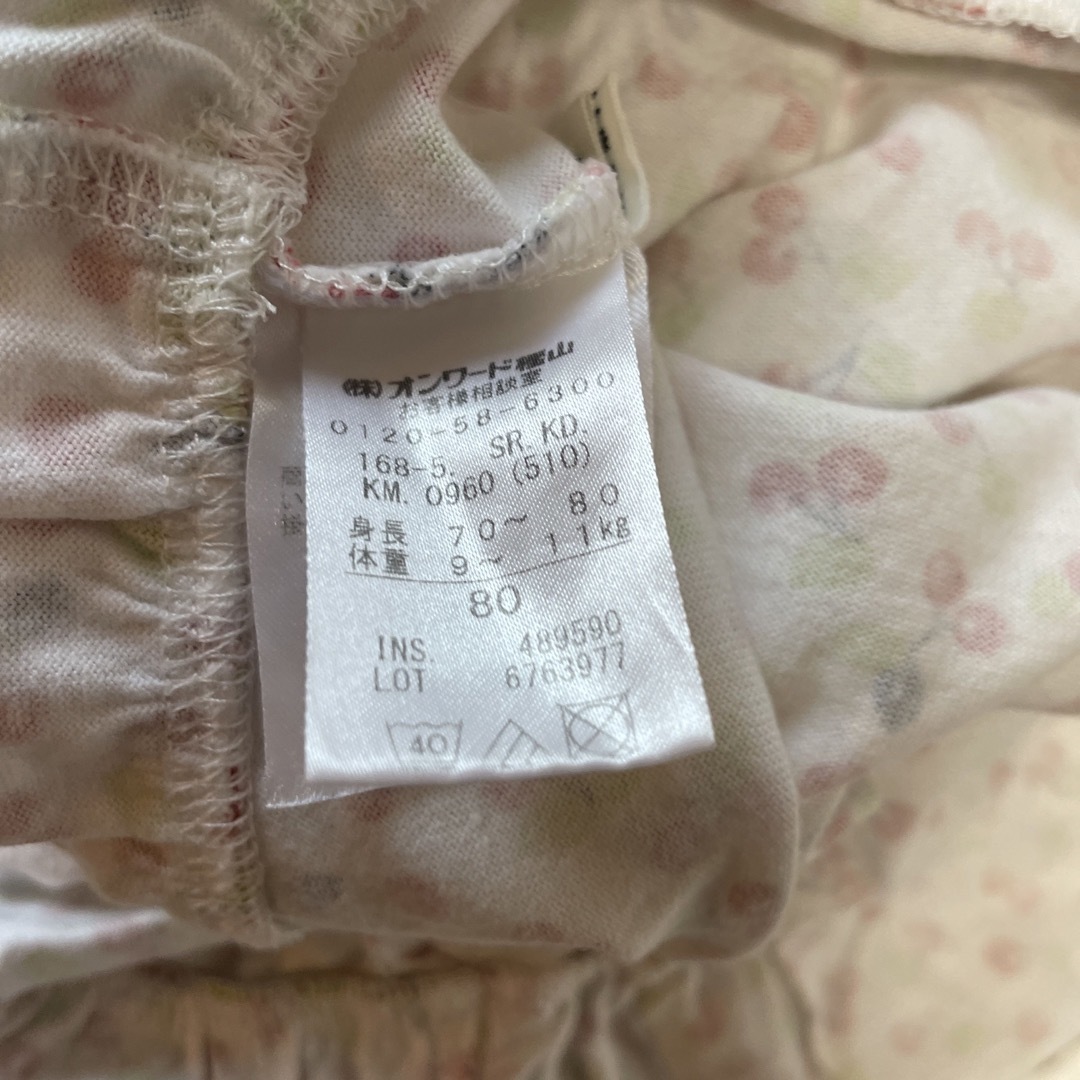 ㈱オンワード樫山
お客様相談室
0120-58-6300
168-5. SR. KD.
KM. 0960 (510)
身長 70～ 80
体重 9～ 11kg
80
INS. 489590
LOT 6763977
40